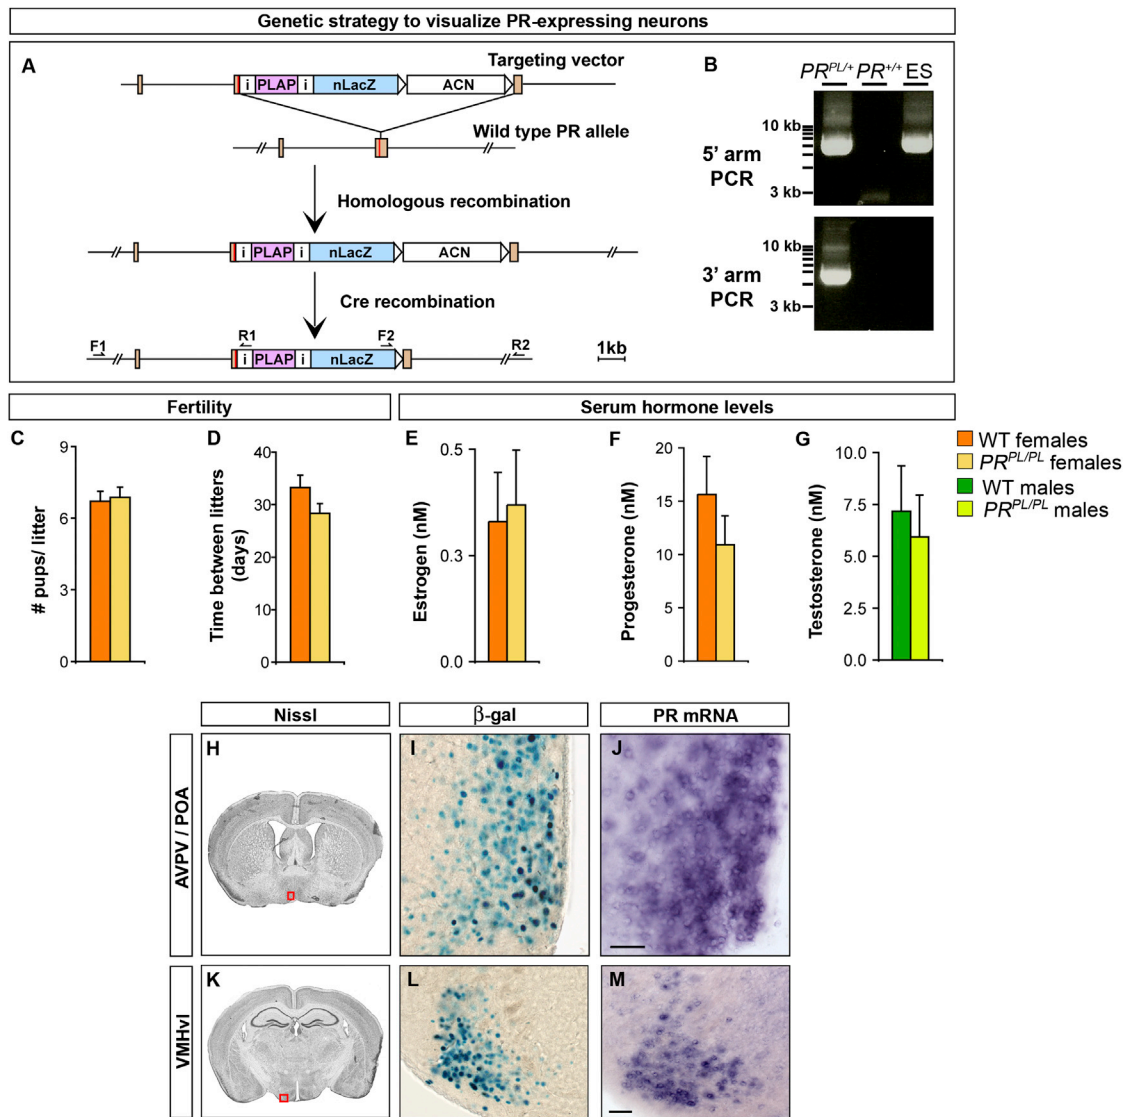 Genetic strategy to visualize PR-expressing neurons
A
Targeting vector
i PLAP i nLacZ ACN
Wild type PR allele
Homologous recombination
i PLAP i nLacZ ACN
Cre recombination
F1 R1 F2 R2
i PLAP i nLacZ
1kb
B
PR^PL/+ PR^+/+ ES
10 kb
5' arm
PCR
3 kb
10 kb
3' arm
PCR
3 kb
Fertility
Serum hormone levels
C
# pups/ litter
9
6
3
0
D
Time between litters
(days)
40
30
20
10
0
E
Estrogen (nM)
0.5
0.3
0.0
F
Progesterone (nM)
20
15
10
5
0
G
Testosterone (nM)
10.0
7.5
5.0
2.5
0.0
WT females
PR^PL/PL females
WT males
PR^PL/PL males
Nissl
β-gal
PR mRNA
AVPV / POA
H
I
J
VMHvl
K
L
M